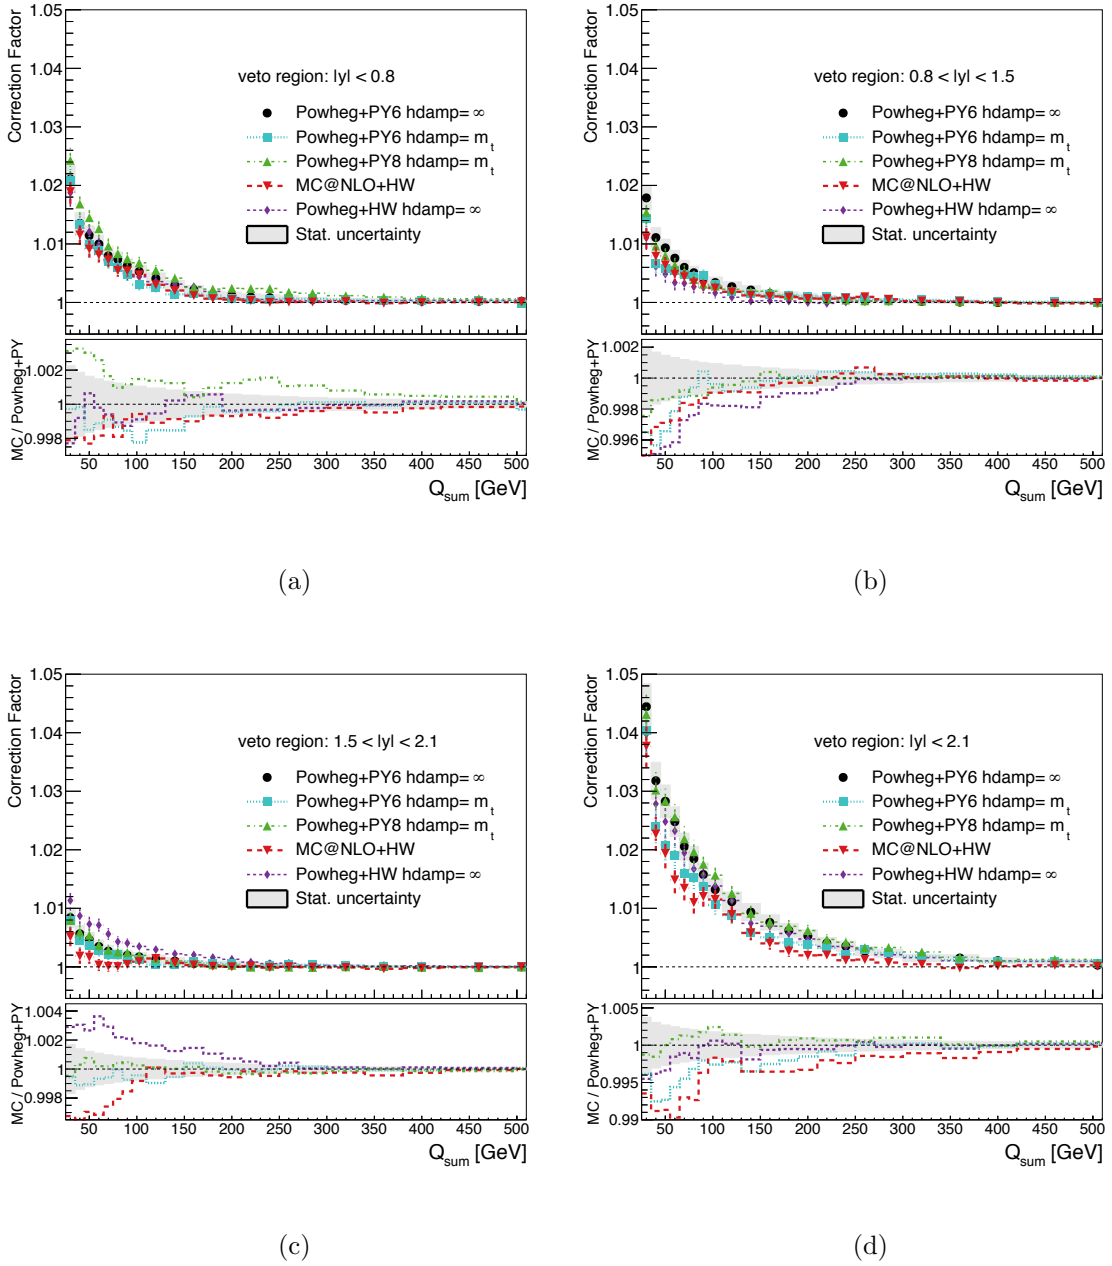 1.05
1.04
1.03
1.02
1.01
1
Correction Factor
veto region: |y| < 0.8
Powheg+PY6 hdamp= ∞
Powheg+PY6 hdamp= m_t
Powheg+PY8 hdamp= m_t
MC@NLO+HW
Powheg+HW hdamp= ∞
Stat. uncertainty
MC / Powheg+PY
1.002
1
0.998
50 100 150 200 250 300 350 400 450 500
Q_sum [GeV]
(a)
1.05
1.04
1.03
1.02
1.01
1
Correction Factor
veto region: 0.8 < |y| < 1.5
Powheg+PY6 hdamp= ∞
Powheg+PY6 hdamp= m_t
Powheg+PY8 hdamp= m_t
MC@NLO+HW
Powheg+HW hdamp= ∞
Stat. uncertainty
MC / Powheg+PY
1.002
1
0.998
0.996
50 100 150 200 250 300 350 400 450 500
Q_sum [GeV]
(b)
1.05
1.04
1.03
1.02
1.01
1
Correction Factor
veto region: 1.5 < |y| < 2.1
Powheg+PY6 hdamp= ∞
Powheg+PY6 hdamp= m_t
Powheg+PY8 hdamp= m_t
MC@NLO+HW
Powheg+HW hdamp= ∞
Stat. uncertainty
MC / Powheg+PY
1.004
1.002
1
0.998
50 100 150 200 250 300 350 400 450 500
Q_sum [GeV]
(c)
1.05
1.04
1.03
1.02
1.01
1
Correction Factor
veto region: |y| < 2.1
Powheg+PY6 hdamp= ∞
Powheg+PY6 hdamp= m_t
Powheg+PY8 hdamp= m_t
MC@NLO+HW
Powheg+HW hdamp= ∞
Stat. uncertainty
MC / Powheg+PY
1.005
1
0.995
0.99
50 100 150 200 250 300 350 400 450 500
Q_sum [GeV]
(d)